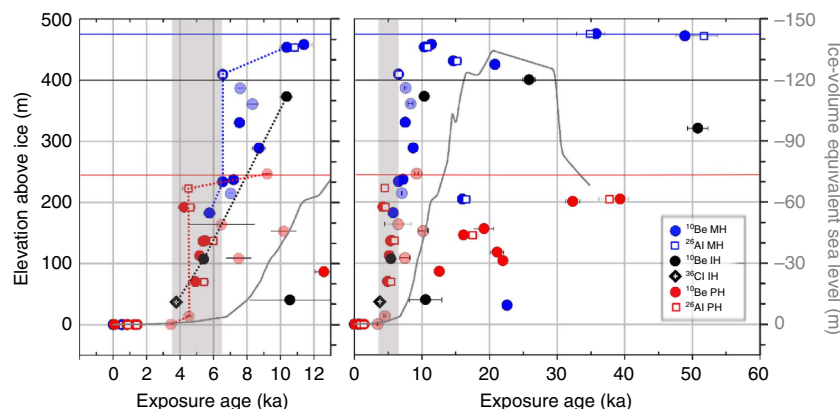 500
400
300
200
100
0
Elevation above ice (m)
0
2
4
6
8
10
12
Exposure age (ka)
0
10
20
30
40
50
60
Exposure age (ka)
–150
–120
–90
–60
–30
0
Ice-volume equivalent sea level (m)
¹⁰Be MH
²⁶Al MH
¹⁰Be IH
³⁶Cl IH
¹⁰Be PH
²⁶Al PH